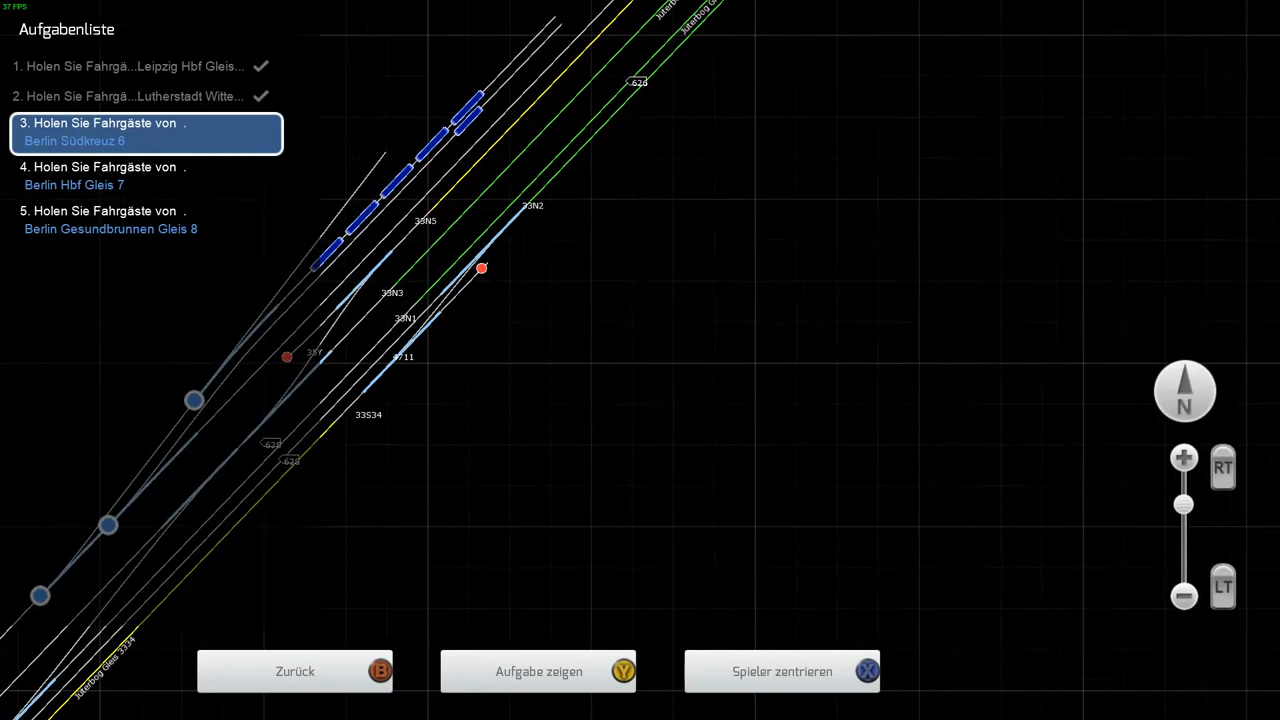 37 FPS
Aufgabenliste
1. Holen Sie Fahrgä...Leipzig Hbf Gleis...
2. Holen Sie Fahrgä...Lutherstadt Witte...
3. Holen Sie Fahrgäste von .
Berlin Südkreuz 6
4. Holen Sie Fahrgäste von .
Berlin Hbf Gleis 7
5. Holen Sie Fahrgäste von .
Berlin Gesundbrunnen Gleis 8
626
33N2
33N5
33N3
33N1
35Y
4711
33S34
628
628
Jüterbog Gleis 3334
N
RT
LT
Zurück B
Aufgabe zeigen Y
Spieler zentrieren X